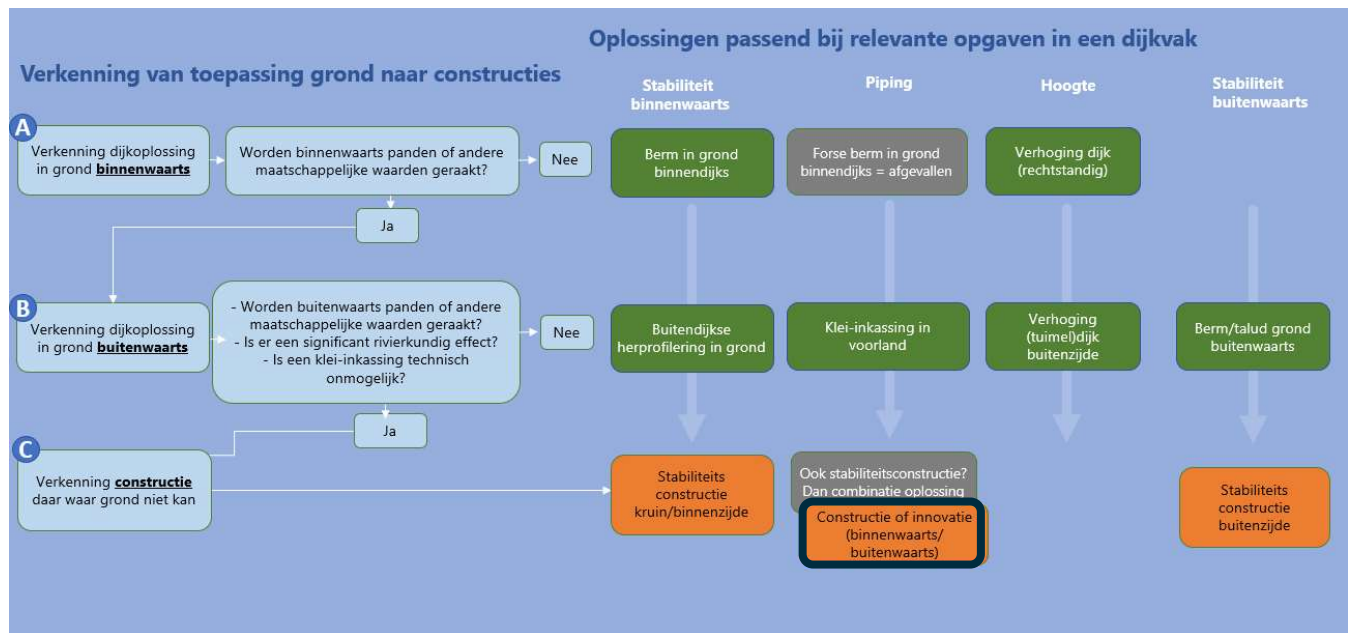 Oplossingen passend bij relevante opgaven in een dijkvak
Verkenning van toepassing grond naar constructies
Stabiliteit
binnenwaarts
Piping
Hoogte
Stabiliteit
buitenwaarts
A
Verkenning dijkoplossing
in grond binnenwaarts
Worden binnenwaarts panden of andere
maatschappelijke waarden geraakt?
Nee
Berm in grond
binnendijks
Forse berm in grond
binnendijks = afgevallen
Verhoging dijk
(rechtstandig)
Ja
B
Verkenning dijkoplossing
in grond buitenwaarts
- Worden buitenwaarts panden of andere
maatschappelijke waarden geraakt?
- Is er een significant rivierkundig effect?
- Is een klei-inkassing technisch
onmogelijk?
Nee
Buitendijkse
herprofilering in grond
Klei-inkassing in
voorland
Verhoging
(tuimel)dijk
buitenzijde
Berm/talud grond
buitenwaarts
Ja
C
Verkenning constructie
daar waar grond niet kan
Stabiliteits
constructie
kruin/binnenzijde
Ook stabiliteitsconstructie?
Dan combinatie oplossing
Constructie of innovatie
(binnenwaarts/
buitenwaarts)
Stabiliteits
constructie
buitenzijde